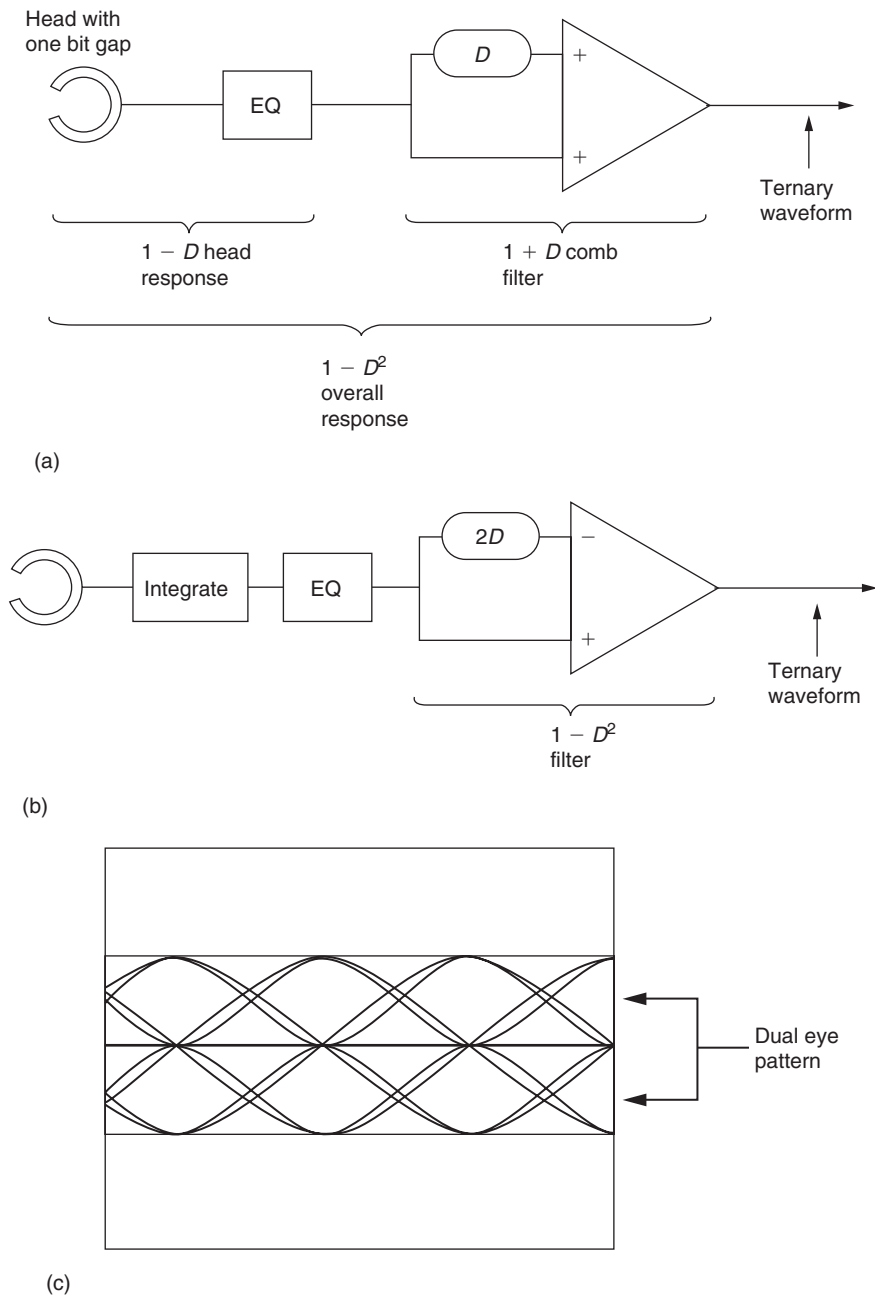 Head with
one bit gap
EQ
D
+
+
Ternary
waveform
1 − D head
response
1 + D comb
filter
1 − D²
overall
response
(a)
Integrate
EQ
2D
−
+
Ternary
waveform
1 − D²
filter
(b)
Dual eye
pattern
(c)